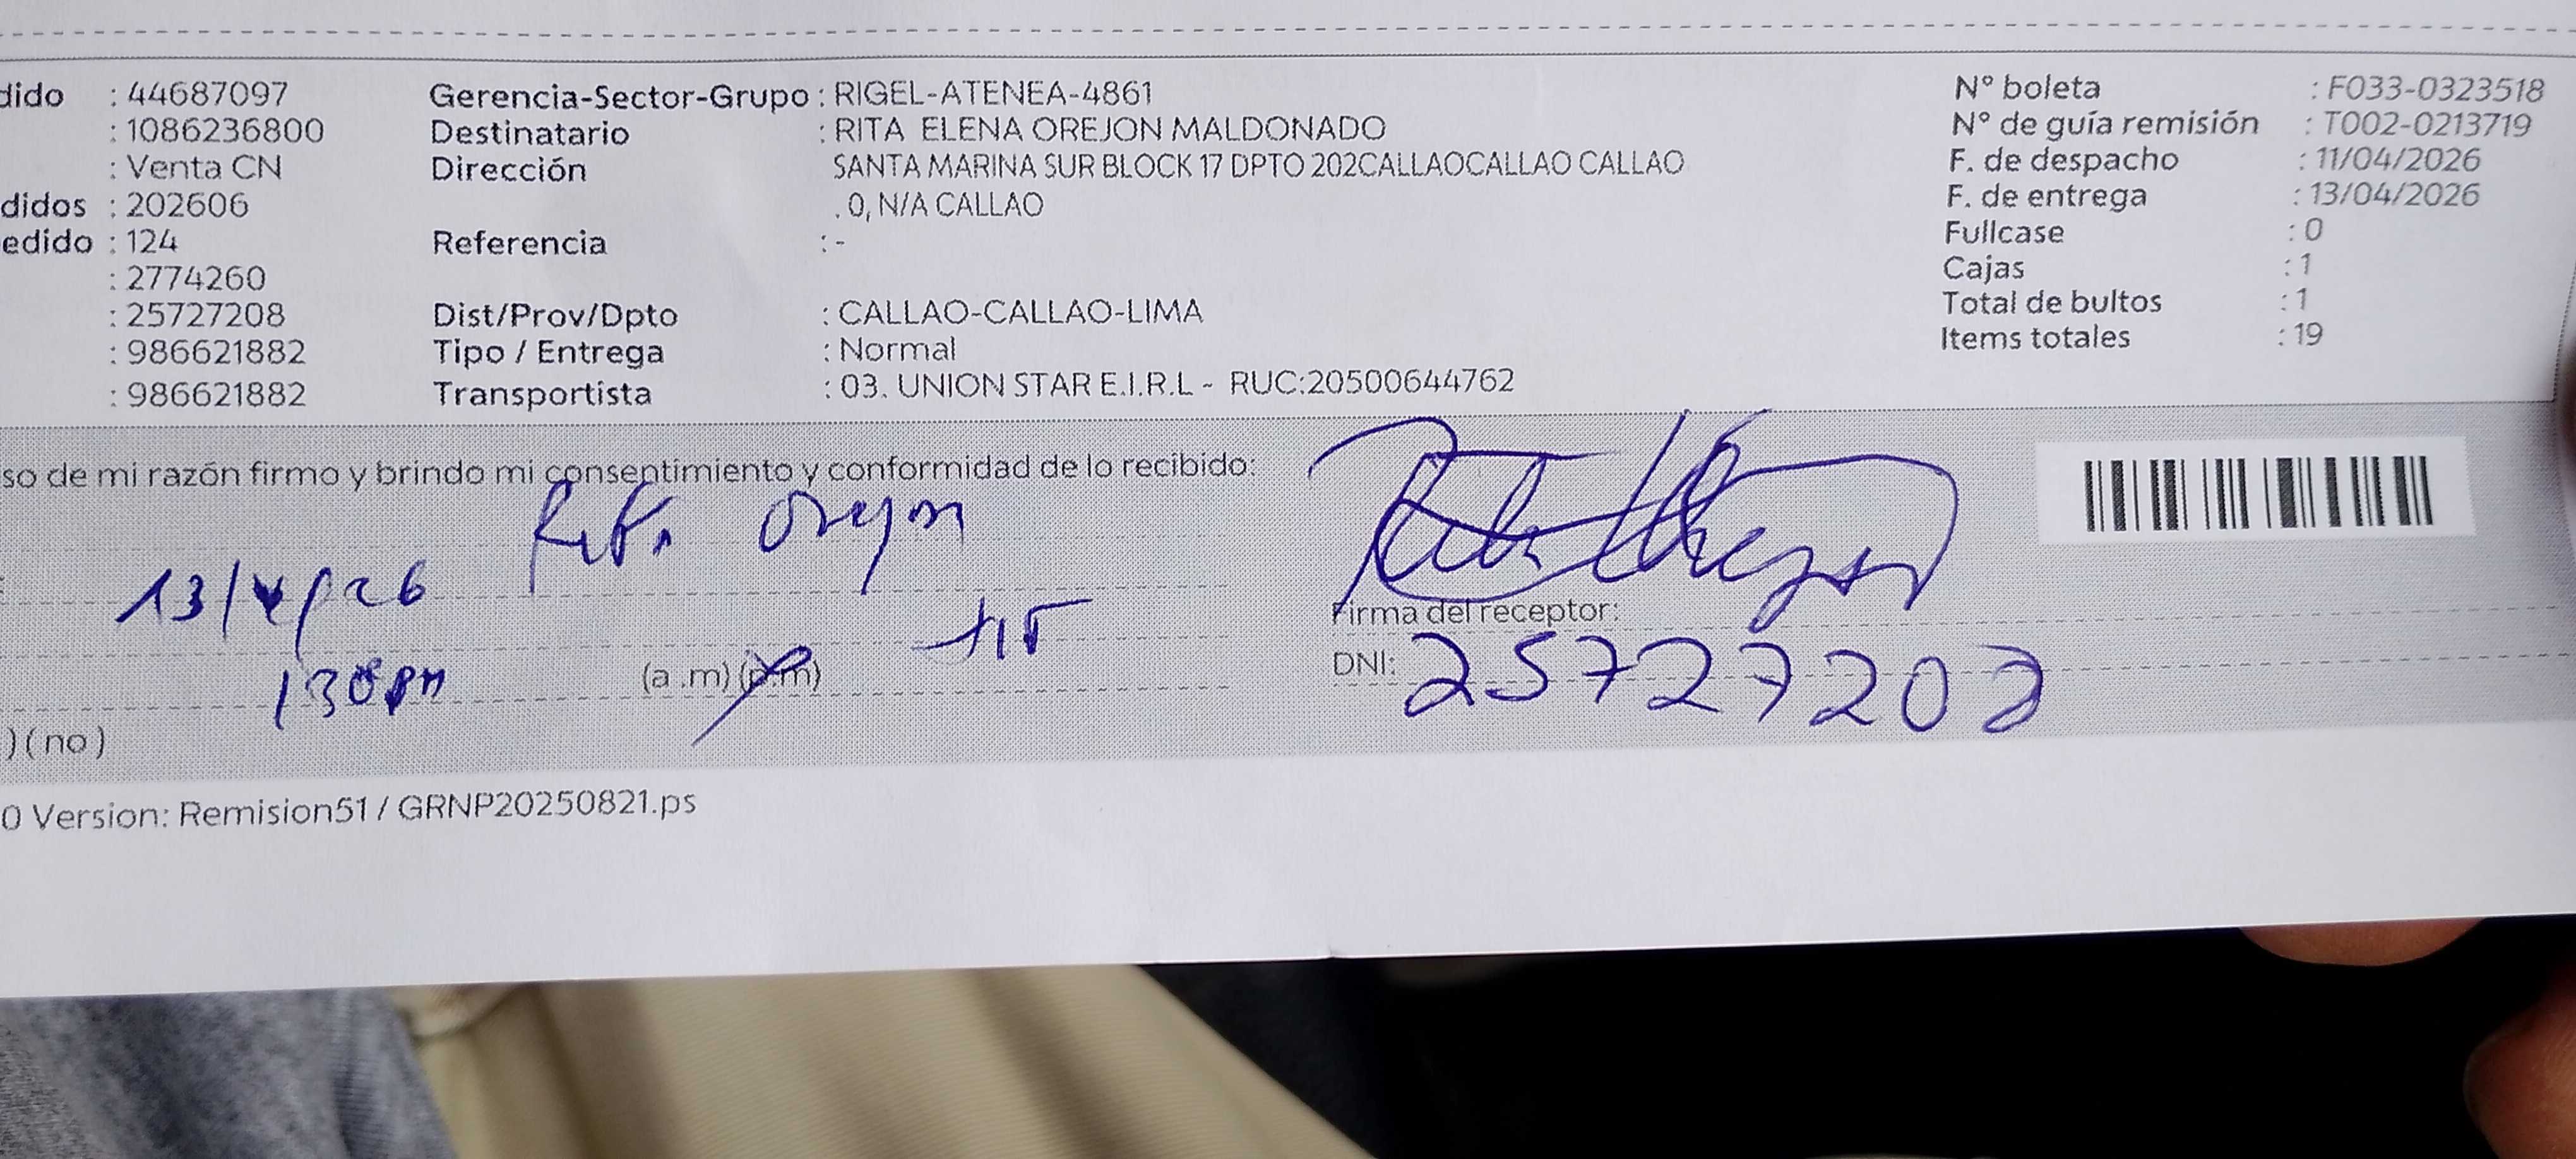 dido : 44687097 Gerencia-Sector-Grupo : RIGEL-ATENEA-4861 N° boleta : F033-0323518
: 1086236800 Destinatario : RITA ELENA OREJON MALDONADO N° de guía remisión : T002-0213719
: Venta CN Dirección SANTA MARINA SUR BLOCK 17 DPTO 202CALLAOCALLAO CALLAO F. de despacho : 11/04/2026
didos : 202606 . 0, N/A CALLAO F. de entrega : 13/04/2026
edido : 124 Referencia : - Fullcase : 0
: 2774260 Cajas : 1
: 25727208 Dist/Prov/Dpto : CALLAO-CALLAO-LIMA Total de bultos : 1
: 986621882 Tipo / Entrega : Normal Items totales : 19
: 986621882 Transportista : 03. UNION STAR E.I.R.L - RUC:20500644762
so de mi razón firmo y brindo mi consentimiento y conformidad de lo recibido:
Rita Orejon
13/4/26
Firma del receptor:
130 pm (a .m) (p.m) DNI: 25727208
) ( no )
0 Version: Remision51 / GRNP20250821.ps